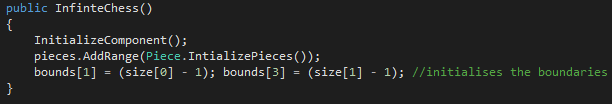 public InfinteChess()
{
InitializeComponent();
pieces.AddRange(Piece.IntializePieces());
bounds[1] = (size[0] - 1); bounds[3] = (size[1] - 1); //initialises the boundaries
}